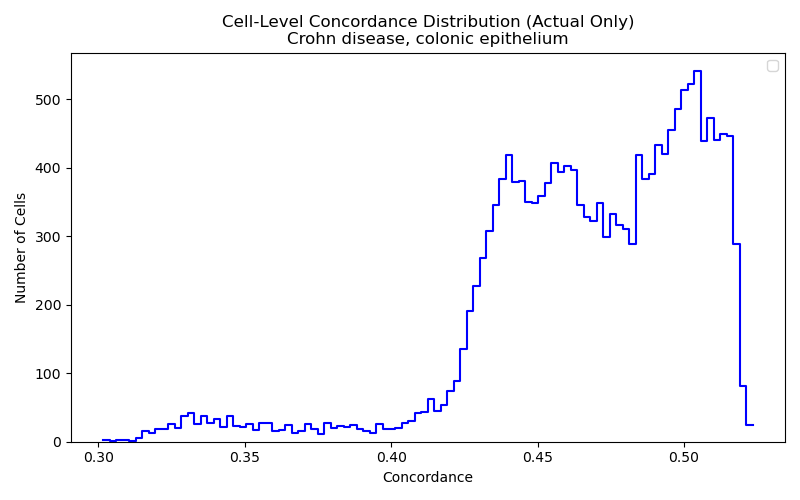 Cell-Level Concordance Distribution (Actual Only)
Crohn disease, colonic epithelium
Number of Cells
500
400
300
200
100
0
0.30 0.35 0.40 0.45 0.50
Concordance